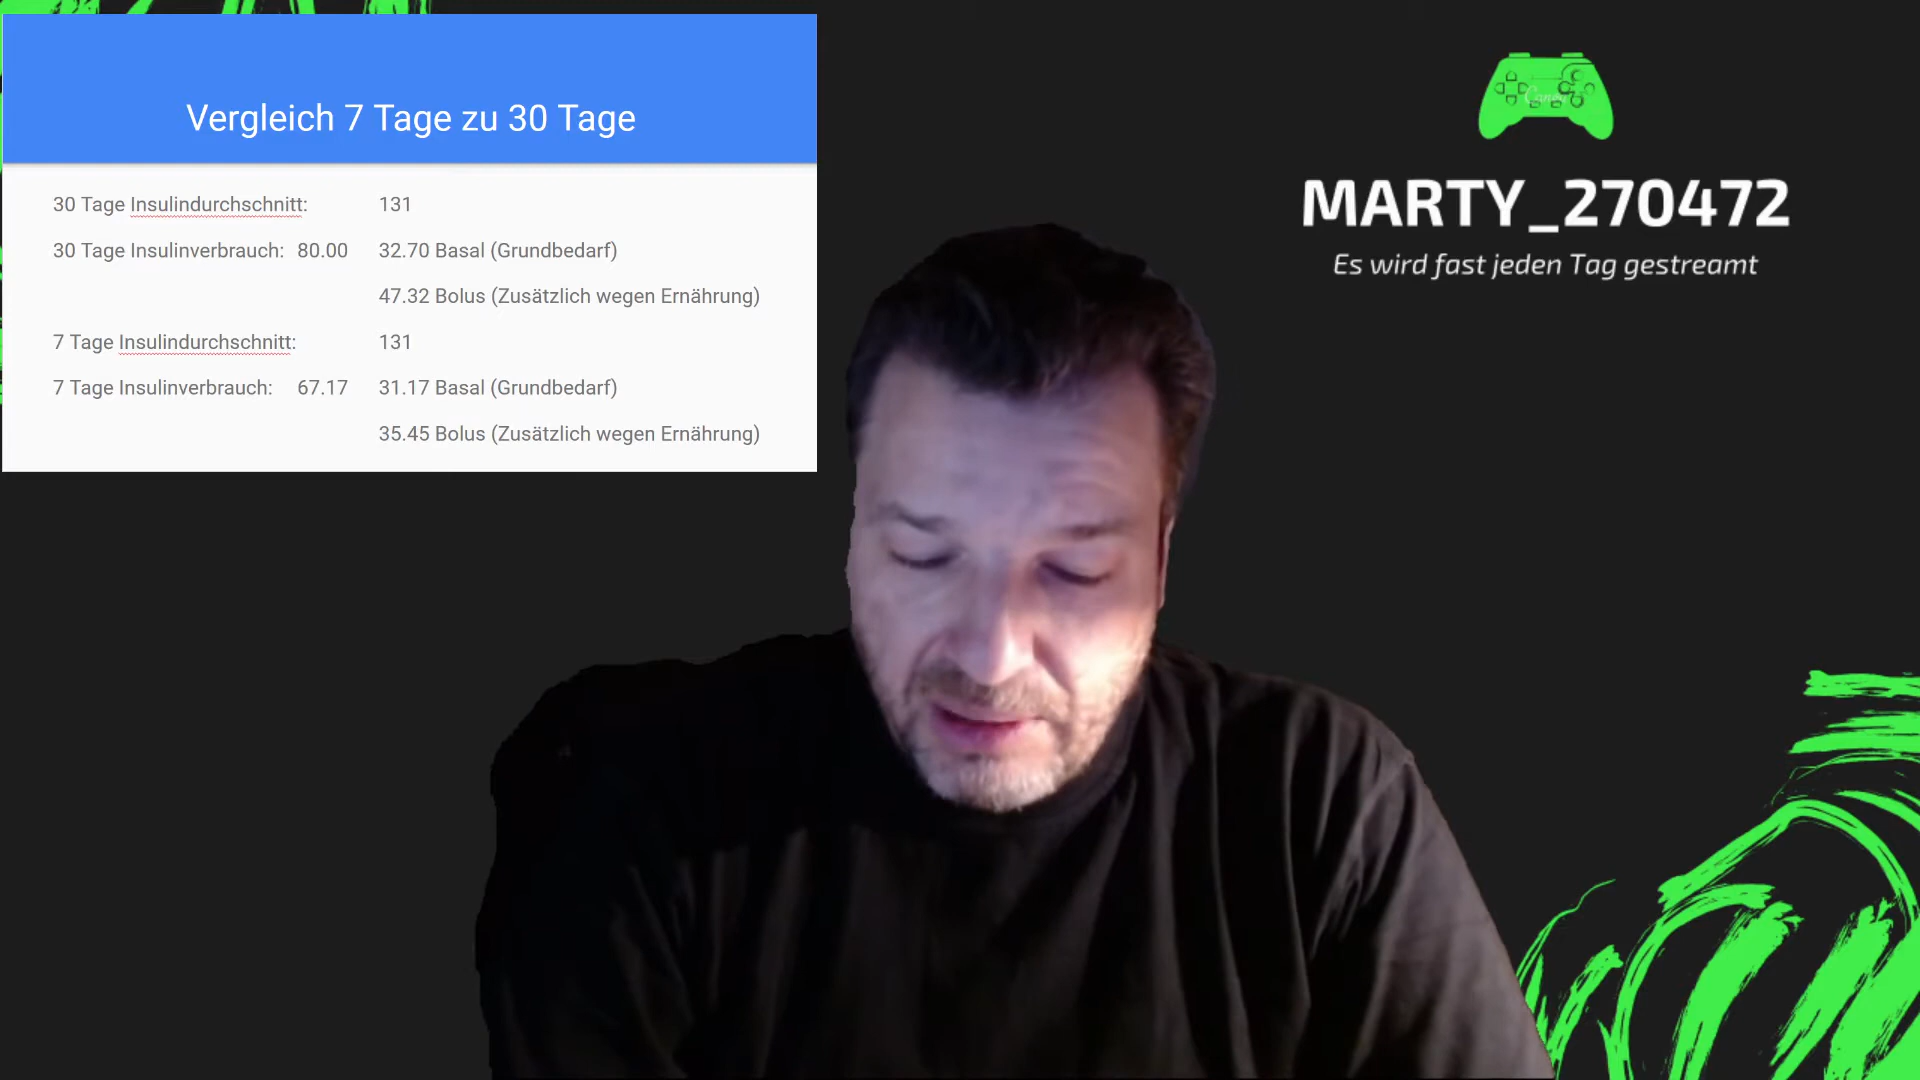 Vergleich 7 Tage zu 30 Tage
30 Tage Insulindurchschnitt: 131
30 Tage Insulinverbrauch: 80.00 32.70 Basal (Grundbedarf)
47.32 Bolus (Zusätzlich wegen Ernährung)
7 Tage Insulindurchschnitt: 131
7 Tage Insulinverbrauch: 67.17 31.17 Basal (Grundbedarf)
35.45 Bolus (Zusätzlich wegen Ernährung)
Canva
MARTY_270472
Es wird fast jeden Tag gestreamt